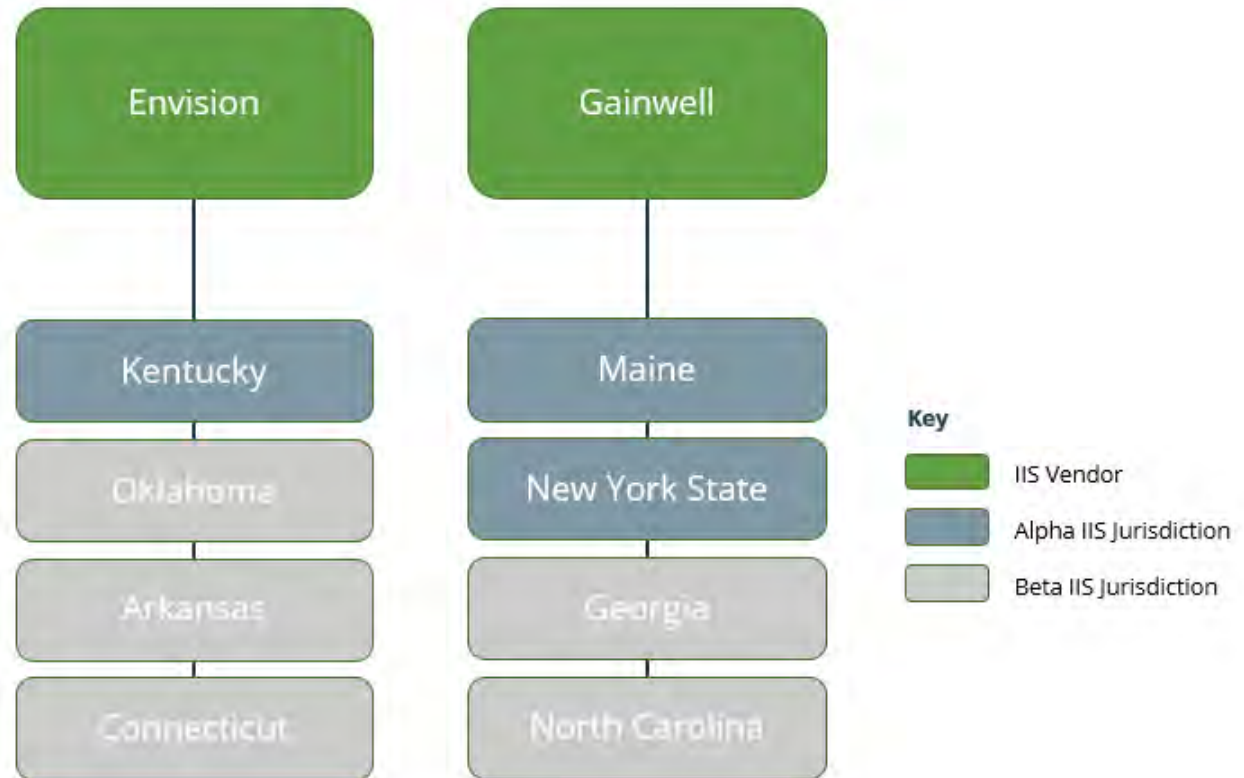 Envision
Gainwell
Kentucky
Maine
Oklahoma
New York State
Arkansas
Georgia
Connecticut
North Carolina
Key
IIS Vendor
Alpha IIS Jurisdiction
Beta IIS Jurisdiction